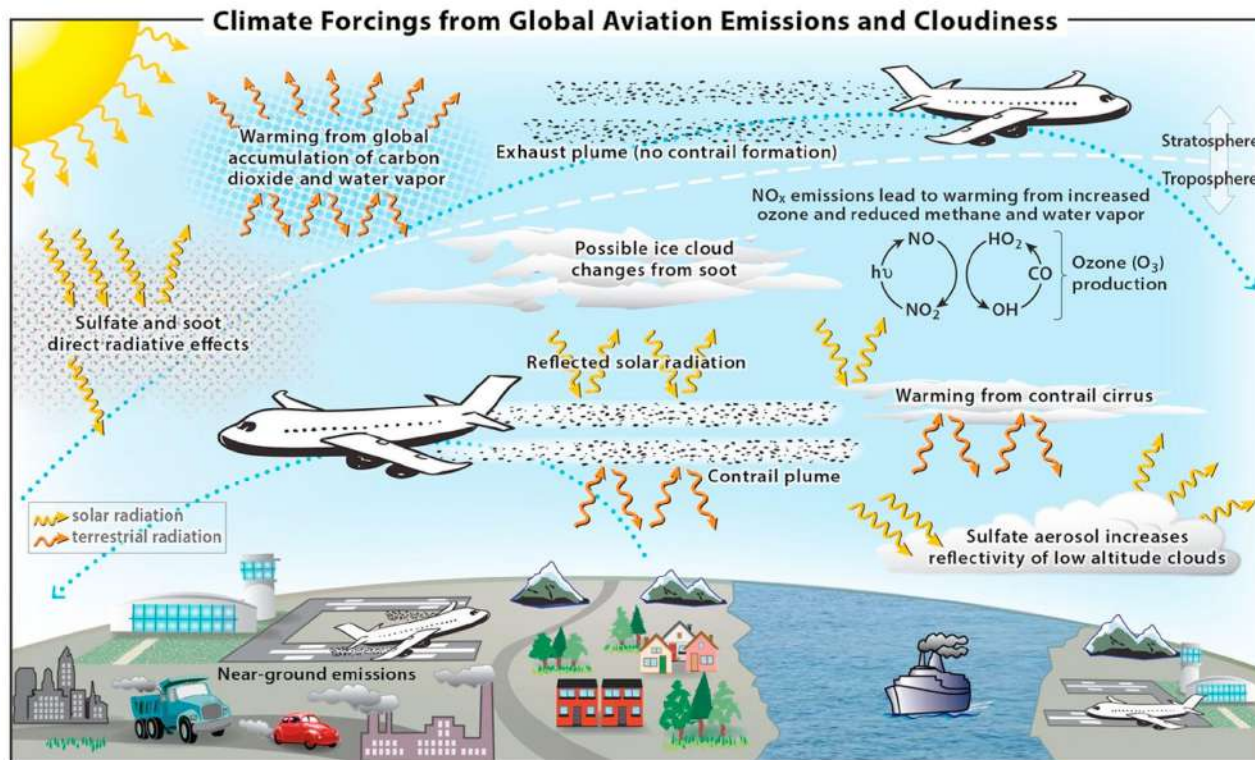 Climate Forcings from Global Aviation Emissions and Cloudiness
Warming from global
accumulation of carbon
dioxide and water vapor
Exhaust plume (no contrail formation)
Stratosphere
Troposphere
NOx emissions lead to warming from increased
ozone and reduced methane and water vapor
NO
HO2
hυ
CO
NO2
OH
Ozone (O3)
production
Possible ice cloud
changes from soot
Sulfate and soot
direct radiative effects
Reflected solar radiation
Warming from contrail cirrus
Contrail plume
solar radiation
terrestrial radiation
Sulfate aerosol increases
reflectivity of low altitude clouds
Near-ground emissions